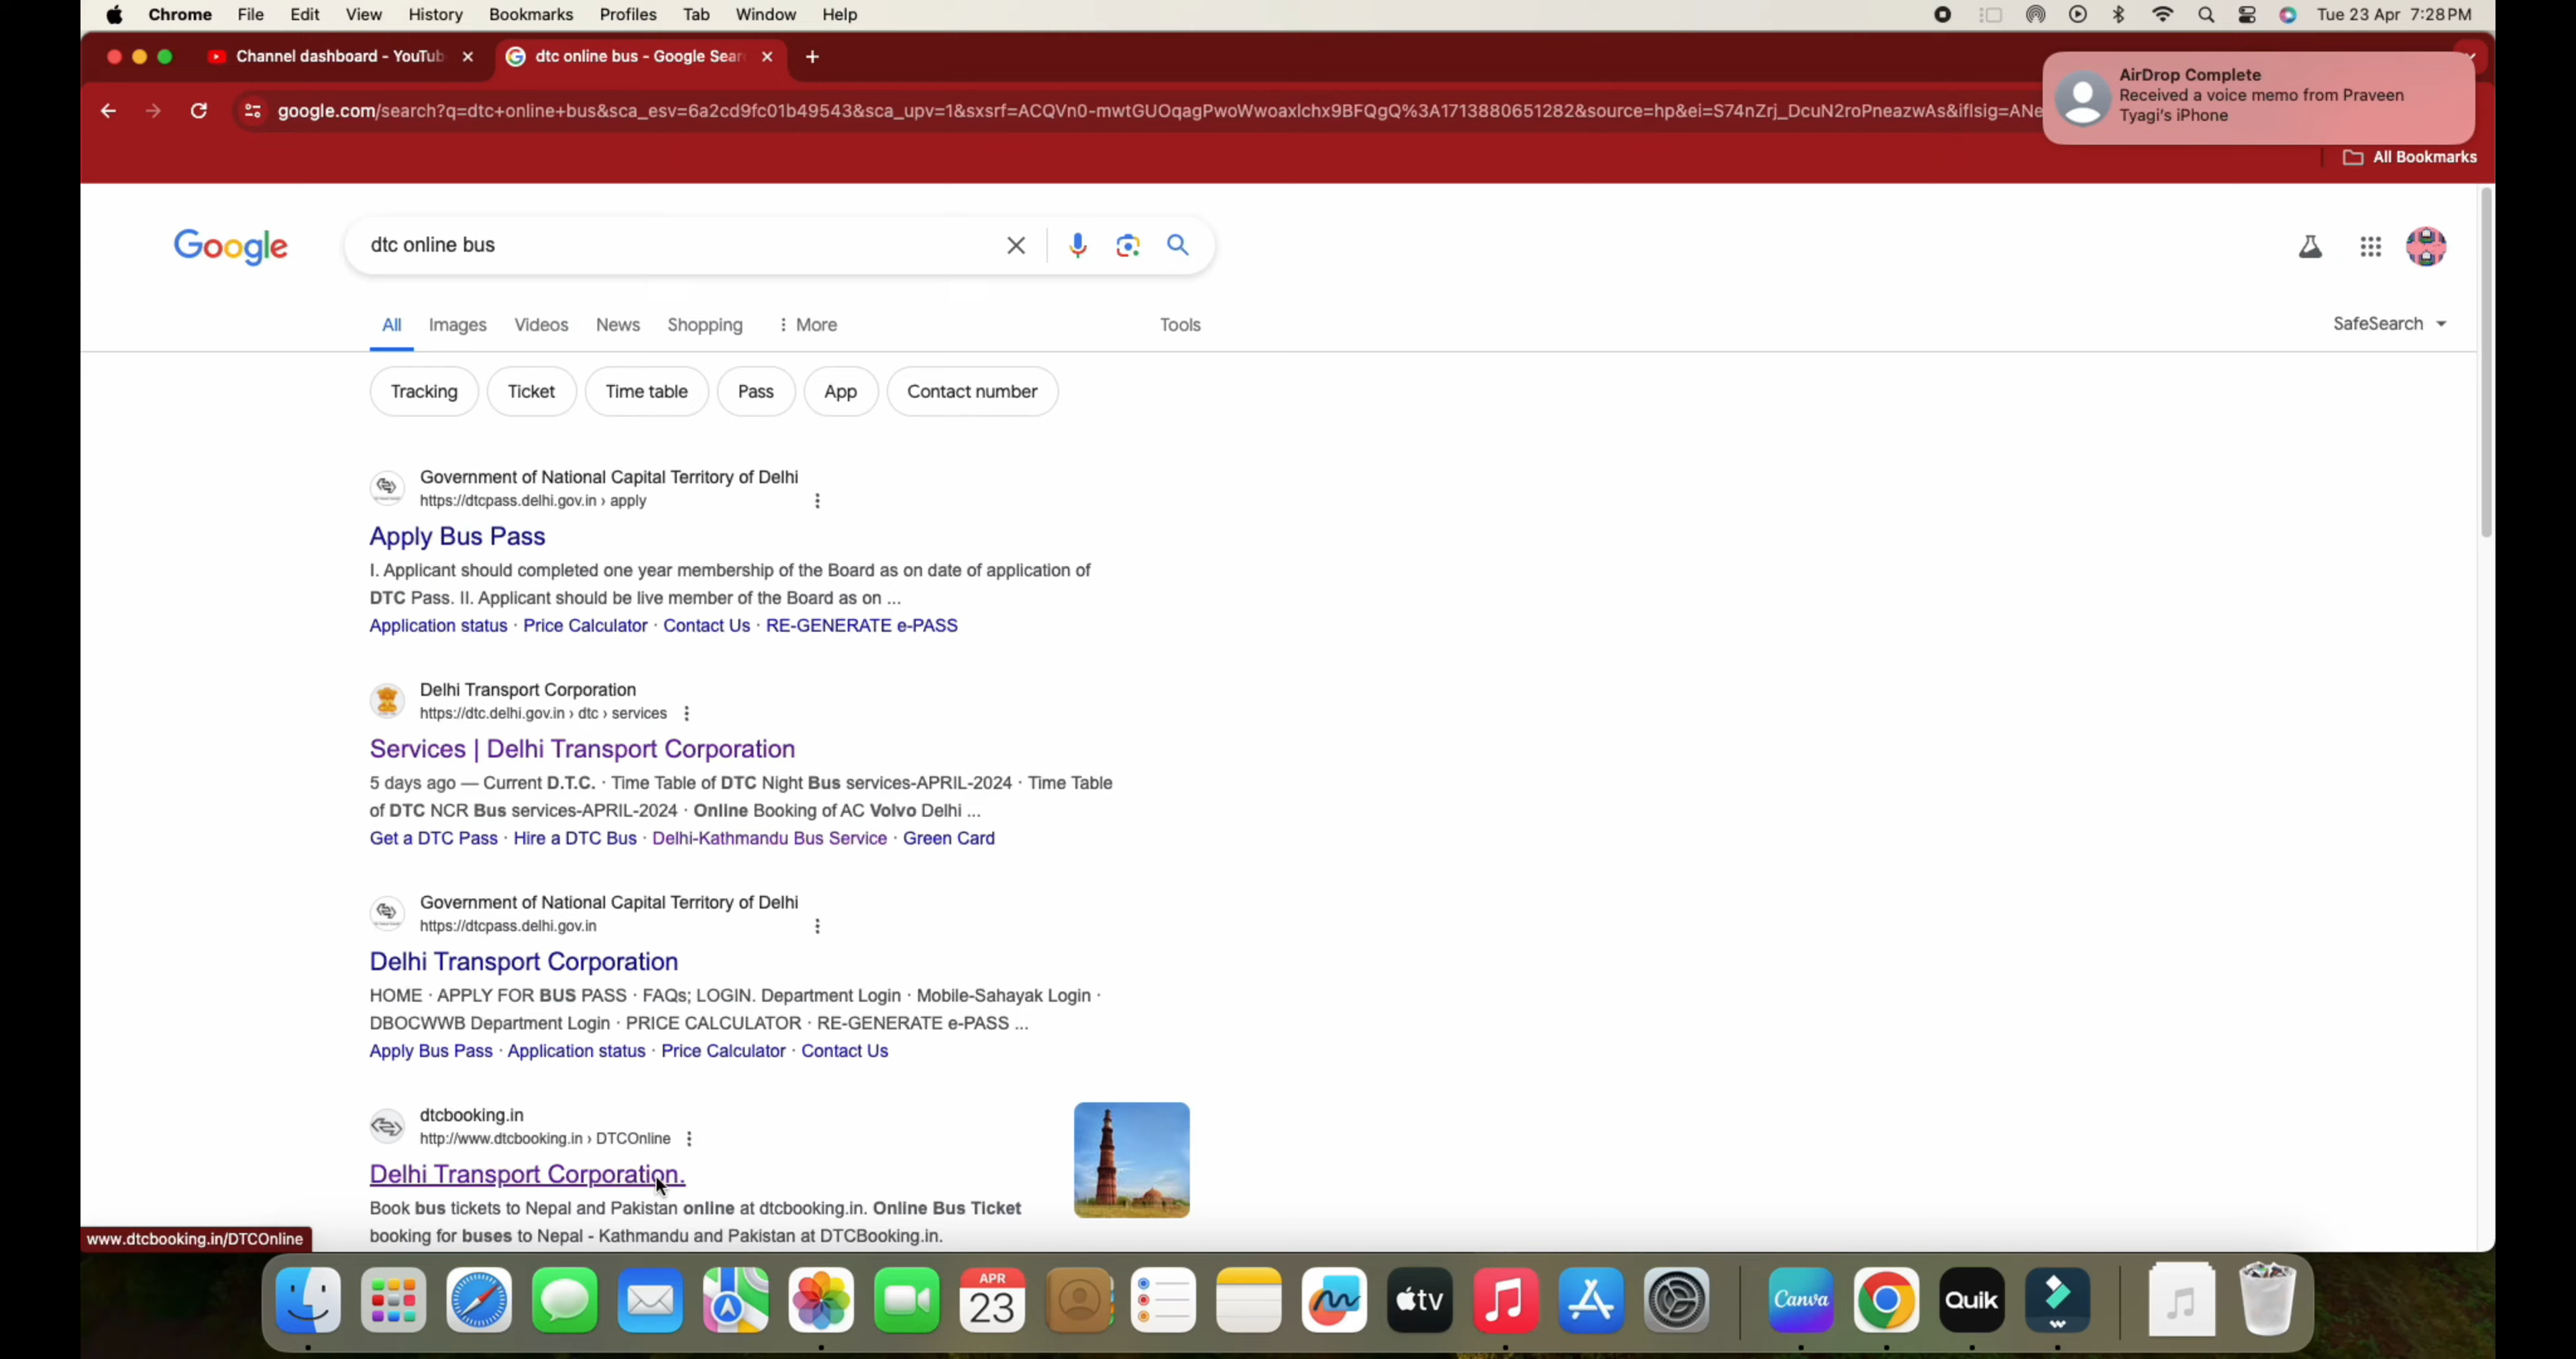 Chrome File Edit View History Bookmarks Profiles Tab Window Help Tue 23 Apr 7:28 PM
Channel dashboard - YouTub dtc online bus - Google Sear
google.com/search?q=dtc+online+bus&sca_esv=6a2cd9fc01b49543&sca_upv=1&sxsrf=ACQVn0-mwtGUOqagPwoWwoaxlchx9BFQgQ%3A1713880651282&source=hp&ei=S74nZrj_DcuN2roPneazwAs&iflsig=ANe
AirDrop Complete
Received a voice memo from Praveen
Tyagi's iPhone
All Bookmarks
Google dtc online bus
All Images Videos News Shopping More Tools SafeSearch
Tracking Ticket Time table Pass App Contact number
Government of National Capital Territory of Delhi
https://dtcpass.delhi.gov.in › apply
Apply Bus Pass
I. Applicant should completed one year membership of the Board as on date of application of
DTC Pass. II. Applicant should be live member of the Board as on ...
Application status · Price Calculator · Contact Us · RE-GENERATE e-PASS
Delhi Transport Corporation
https://dtc.delhi.gov.in › dtc › services
Services | Delhi Transport Corporation
5 days ago — Current D.T.C. · Time Table of DTC Night Bus services-APRIL-2024 · Time Table
of DTC NCR Bus services-APRIL-2024 · Online Booking of AC Volvo Delhi ...
Get a DTC Pass · Hire a DTC Bus · Delhi-Kathmandu Bus Service · Green Card
Government of National Capital Territory of Delhi
https://dtcpass.delhi.gov.in
Delhi Transport Corporation
HOME · APPLY FOR BUS PASS · FAQs; LOGIN. Department Login · Mobile-Sahayak Login ·
DBOCWWB Department Login · PRICE CALCULATOR · RE-GENERATE e-PASS ...
Apply Bus Pass · Application status · Price Calculator · Contact Us
dtcbooking.in
http://www.dtcbooking.in › DTCOnline
Delhi Transport Corporation.
Book bus tickets to Nepal and Pakistan online at dtcbooking.in. Online Bus Ticket
booking for buses to Nepal - Kathmandu and Pakistan at DTCBooking.in.
www.dtcbooking.in/DTCOnline
APR
23
tv
Canva
Quik